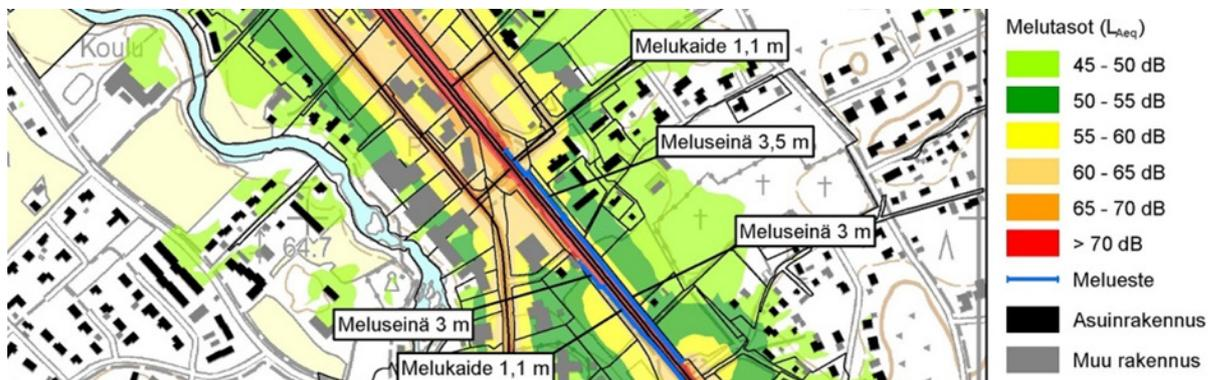 Koulu
64.7
Melukaide 1,1 m
Meluseinä 3,5 m
Meluseinä 3 m
Meluseinä 3 m
Melukaide 1,1 m
Melutasot (LAeq)
45 - 50 dB
50 - 55 dB
55 - 60 dB
60 - 65 dB
65 - 70 dB
> 70 dB
Melueste
Asuinrakennus
Muu rakennus